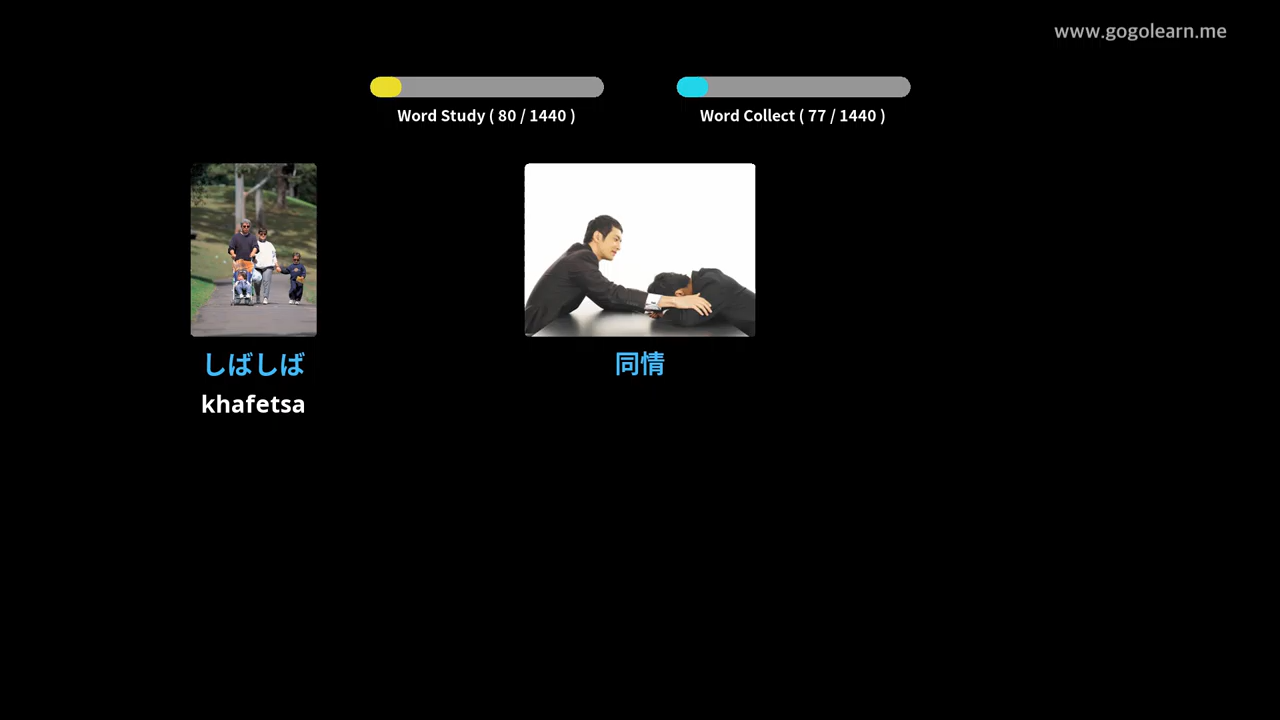 www.gogolearn.me
Word Study ( 80 / 1440 )
Word Collect ( 77 / 1440 )
しばしば
同情
khafetsa